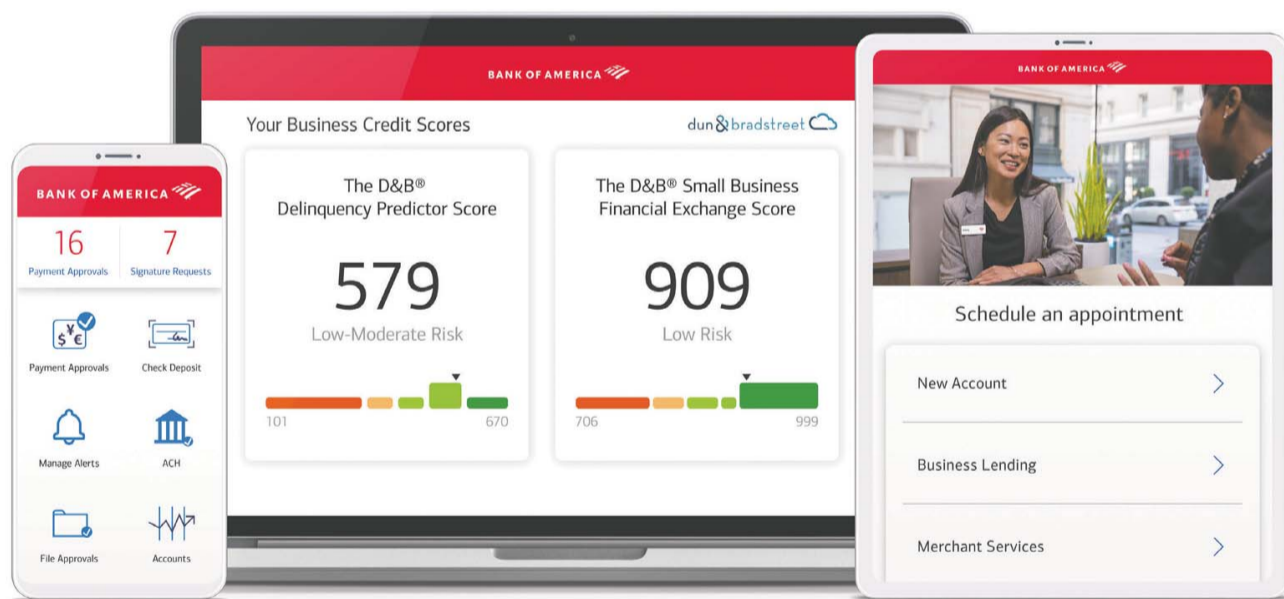 BANK OF AMERICA
16
Payment Approvals
7
Signature Requests
$ ¥ €
Payment Approvals
Check Deposit
Manage Alerts
ACH
File Approvals
Accounts
BANK OF AMERICA
Your Business Credit Scores
dun & bradstreet
The D&B®
Delinquency Predictor Score
579
Low-Moderate Risk
101
670
The D&B® Small Business
Financial Exchange Score
909
Low Risk
706
999
BANK OF AMERICA
Schedule an appointment
New Account
Business Lending
Merchant Services